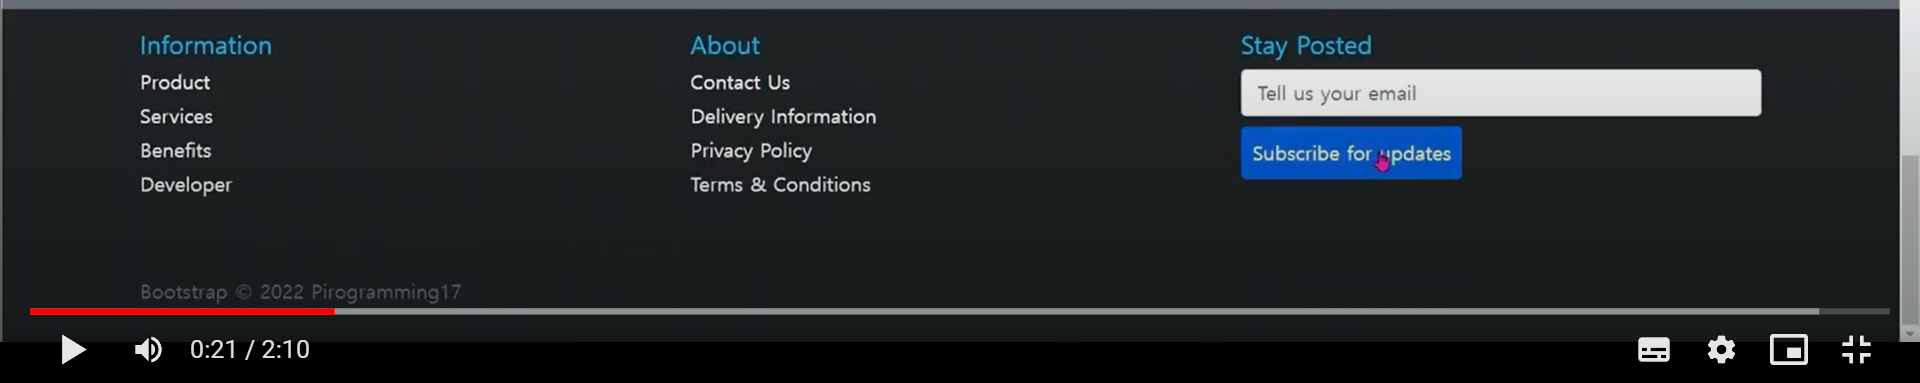 Information
Product
Services
Benefits
Developer
About
Contact Us
Delivery Information
Privacy Policy
Terms & Conditions
Stay Posted
Tell us your email
Subscribe for updates
Bootstrap © 2022 Pirogramming17
0:21 / 2:10